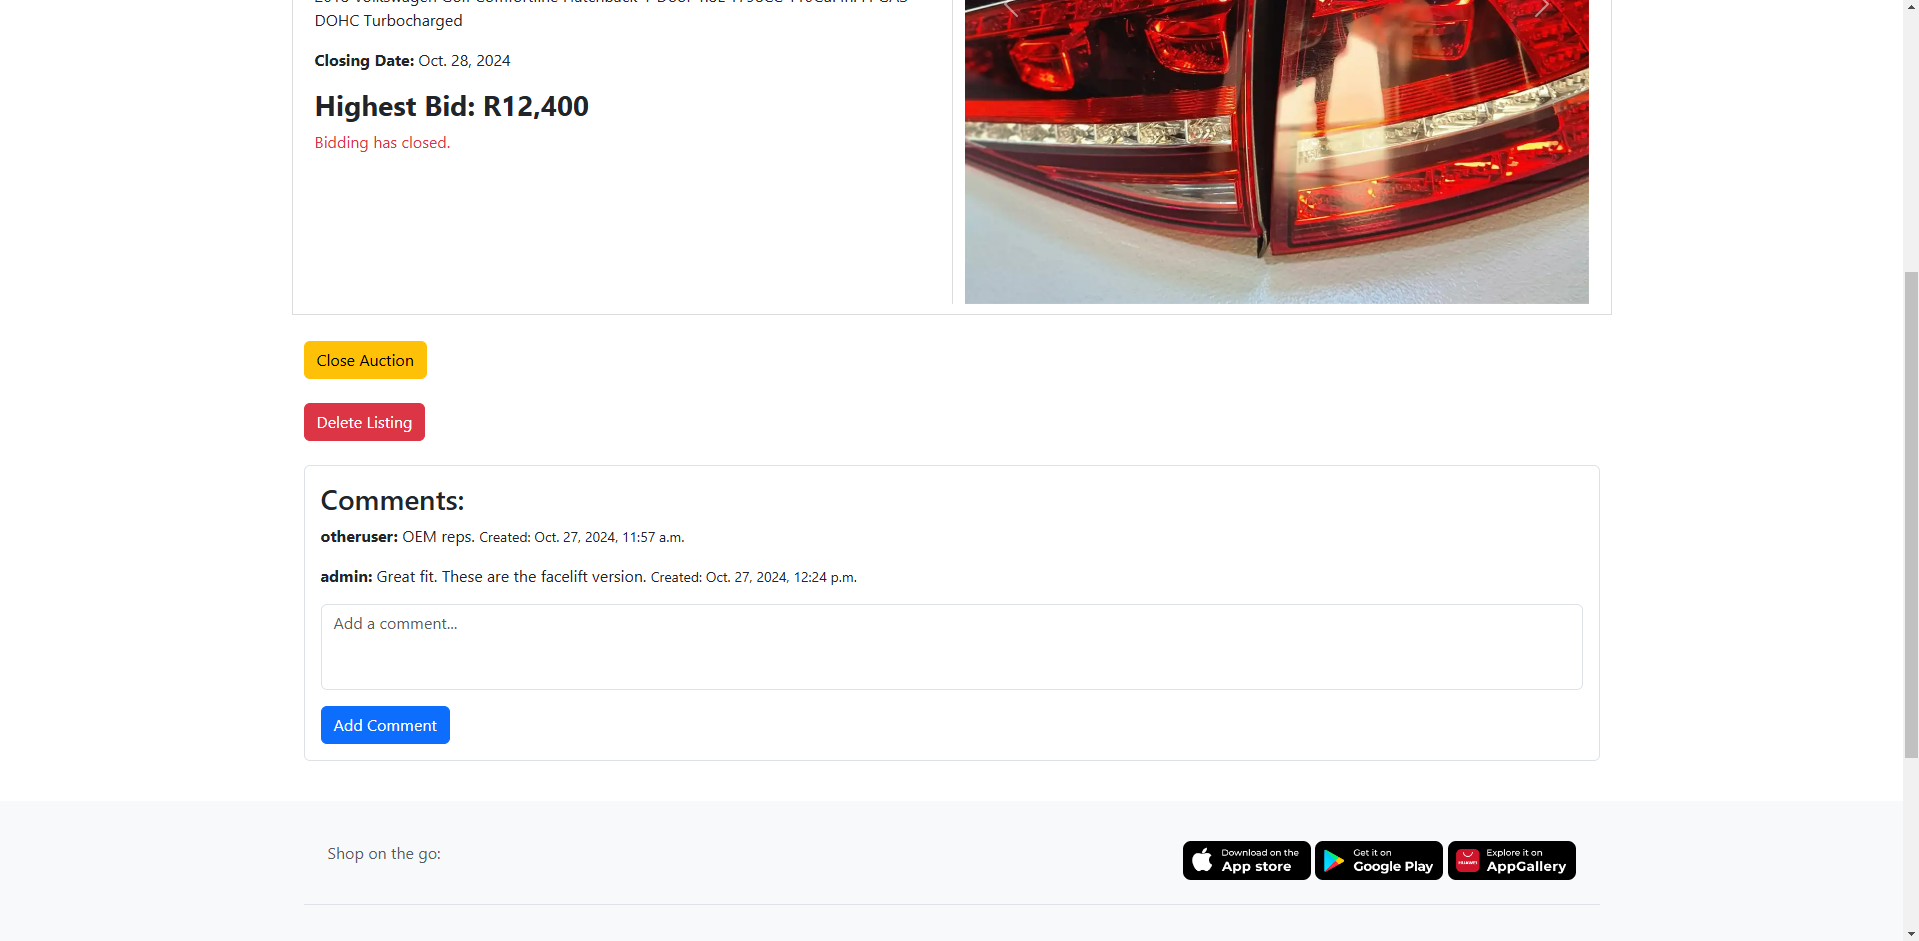 DOHC Turbocharged
Closing Date: Oct. 28, 2024
Highest Bid: R12,400
Bidding has closed.
Close Auction
Delete Listing
Comments:
otheruser: OEM reps. Created: Oct. 27, 2024, 11:57 a.m.
admin: Great fit. These are the facelift version. Created: Oct. 27, 2024, 12:24 p.m.
Add a comment...
Add Comment
Shop on the go:
Download on the
App store
Get it on
Google Play
HUAWEI
Explore it on
AppGallery